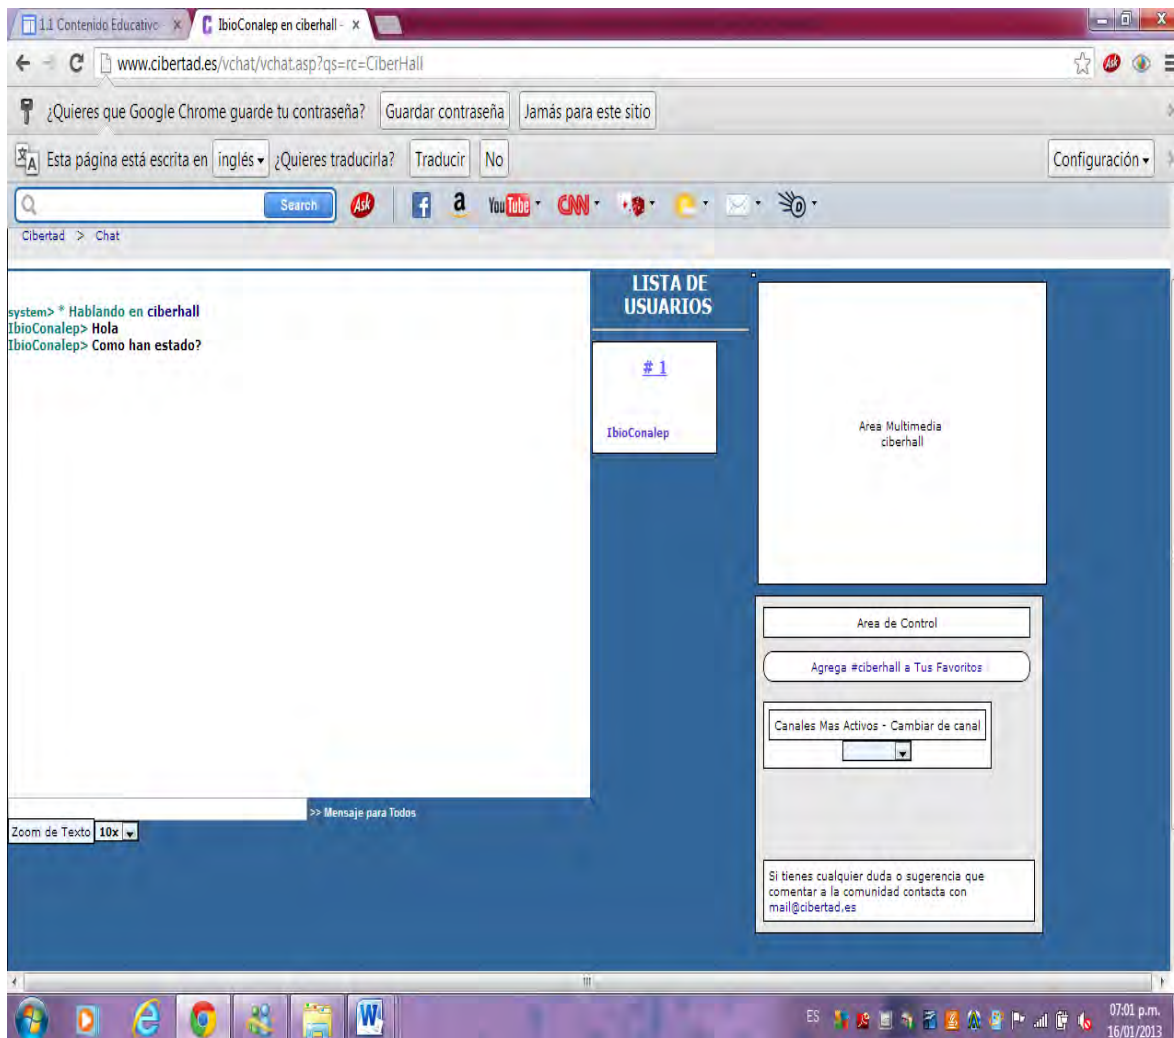 1.1 Contenido Educativo -
IbioConalep en ciberhall -
www.cibertad.es/vchat/vchat.asp?qs=rc=CiberHall
¿Quieres que Google Chrome guarde tu contraseña? Guardar contraseña Jamás para este sitio
Esta página está escrita en inglés ¿Quieres traducirla? Traducir No Configuración
Search Ask a YouTube CNN
Cibertad > Chat
system> * Hablando en ciberhall
IbioConalep> Hola
IbioConalep> Como han estado?
LISTA DE
USUARIOS
# 1
IbioConalep
Area Multimedia
ciberhall
Area de Control
Agrega #ciberhall a Tus Favoritos
Canales Mas Activos - Cambiar de canal
>> Mensaje para Todos
Zoom de Texto 10x
Si tienes cualquier duda o sugerencia que
comentar a la comunidad contacta con
mail@cibertad.es
ES 07:01 p.m.
16/01/2013